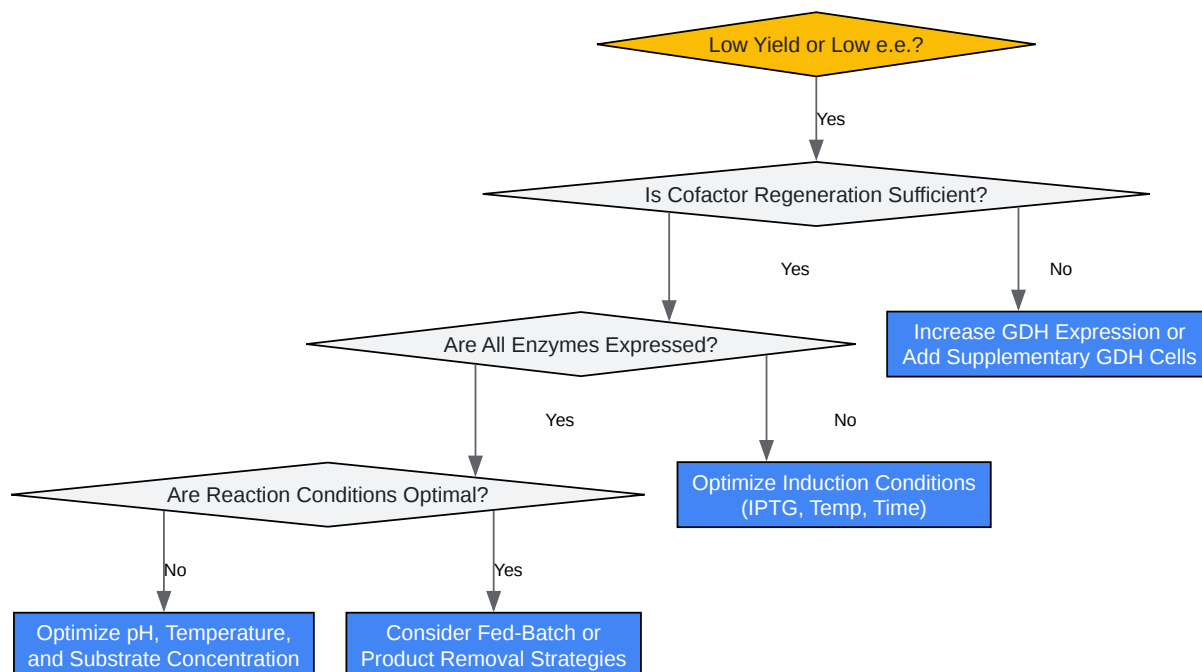 Low Yield or Low e.e.?
Yes
Is Cofactor Regeneration Sufficient?
Yes
No
Increase GDH Expression or
Add Supplementary GDH Cells
Are All Enzymes Expressed?
Yes
No
Optimize Induction Conditions
(IPTG, Temp, Time)
Are Reaction Conditions Optimal?
No
Yes
Optimize pH, Temperature,
and Substrate Concentration
Consider Fed-Batch or
Product Removal Strategies